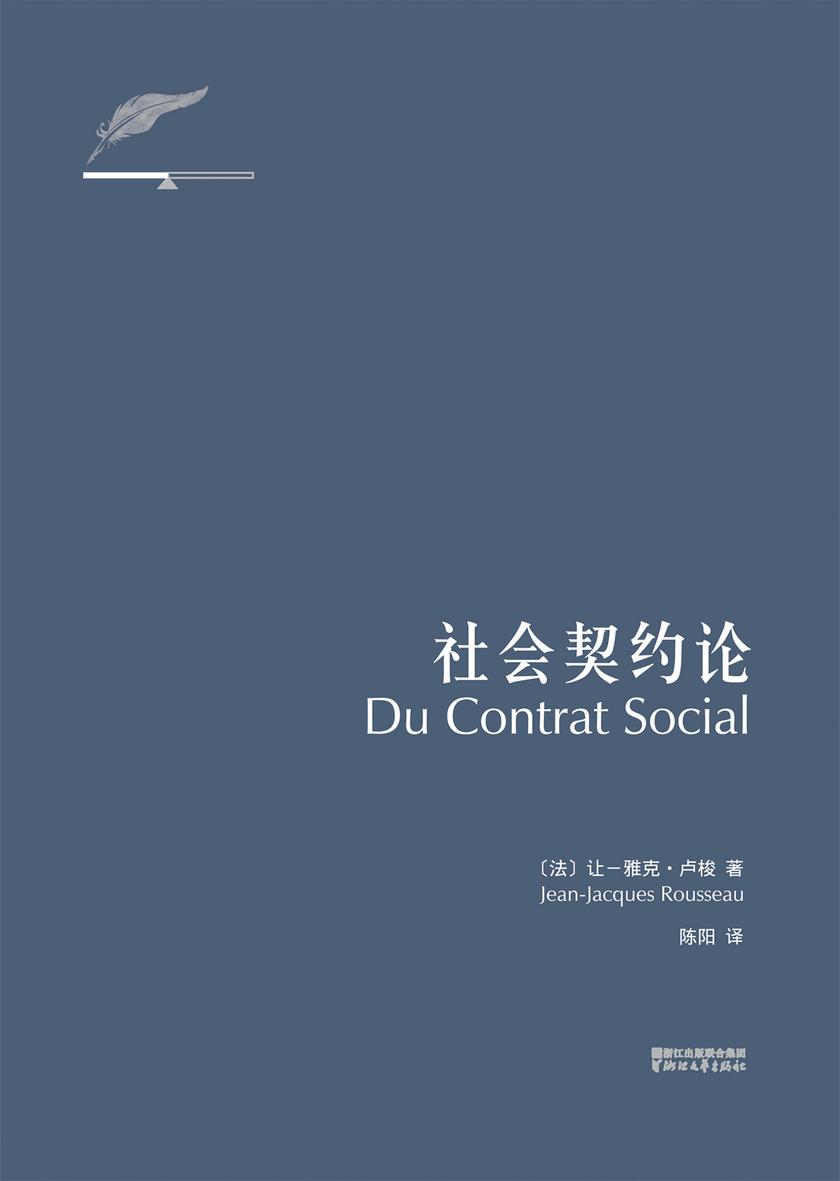 社会契约论
Du Contrat Social
〔法〕让－雅克·卢梭 著
Jean-Jacques Rousseau
陈阳 译
浙江出版联合集团
浙江文艺出版社